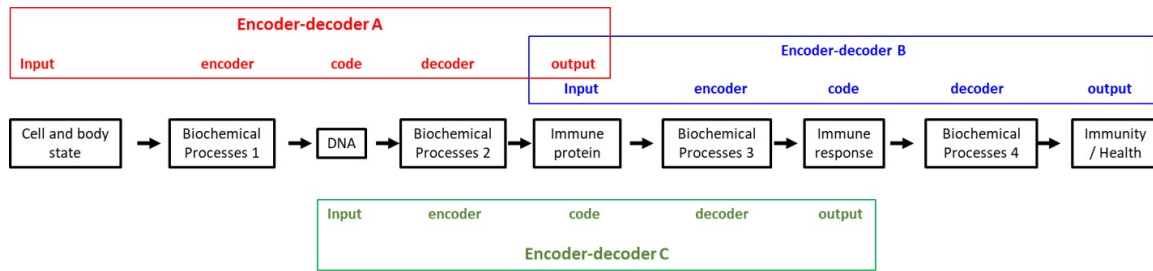 Encoder-decoder A
Input encoder code decoder output
Encoder-decoder B
Input encoder code decoder output
Cell and body
state
Biochemical
Processes 1
DNA
Biochemical
Processes 2
Immune
protein
Biochemical
Processes 3
Immune
response
Biochemical
Processes 4
Immunity
/ Health
Input encoder code decoder output
Encoder-decoder C